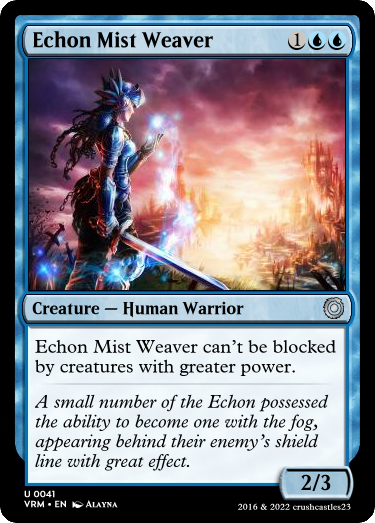 Echon Mist Weaver 1
Creature — Human Warrior
Echon Mist Weaver can't be blocked
by creatures with greater power.
A small number of the Echon possessed
the ability to become one with the fog,
appearing behind their enemy's shield
line with great effect.
2/3
U 0041
VRM • EN ALAYNA
2016 & 2022 crushcastles23